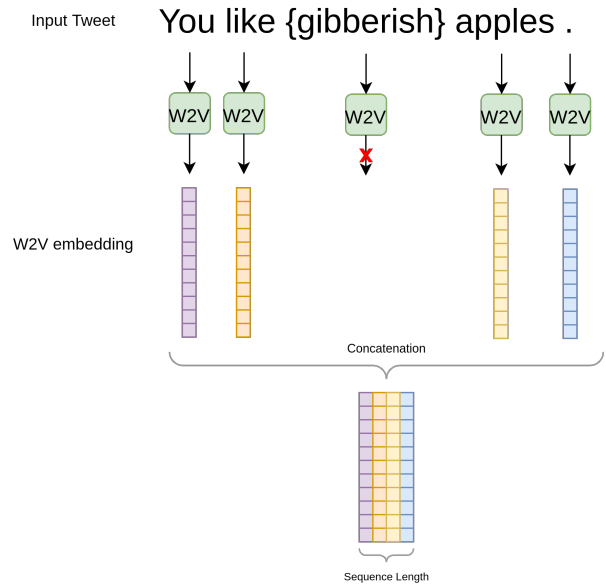 Input Tweet
You like {gibberish} apples .
W2V W2V W2V W2V W2V
x
W2V embedding
Concatenation
Sequence Length